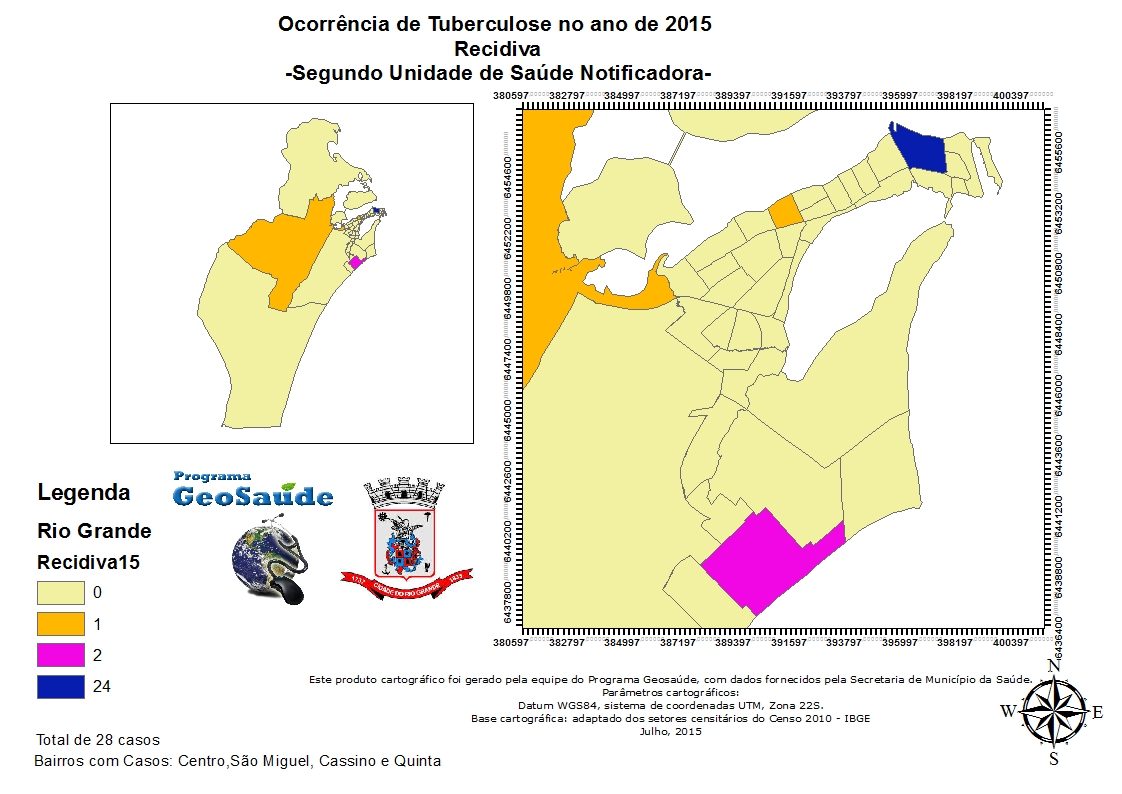 Ocorrência de Tuberculose no ano de 2015
Recidiva
-Segundo Unidade de Saúde Notificadora-
380597 382797 384997 387197 389397 391597 393797 395997 398197 400397
6454600
6452200
6449800
6447400
6445000
6442600
6440200
6437800
6455600
6453200
6450800
6448400
6446000
6443600
6441200
6438800
6436400
380597 382797 384997 387197 389397 391597 393797 395997 398197 400397
Legenda
Rio Grande
Recidiva15
0
1
2
24
Programa
GeoSaúde
1737 CIDADE DO RIO GRANDE 1835
Este produto cartográfico foi gerado pela equipe do Programa Geosaúde, com dados fornecidos pela Secretaria de Município da Saúde.
Parâmetros cartográficos:
Datum WGS84, sistema de coordenadas UTM, Zona 22S.
Base cartográfica: adaptado dos setores censitários do Censo 2010 - IBGE
Julho, 2015
N
W E
S
Total de 28 casos
Bairros com Casos: Centro,São Miguel, Cassino e Quinta